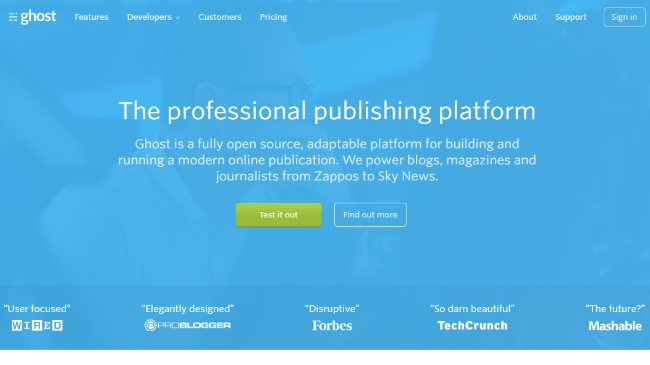 ghost
Features Developers Customers Pricing About Support Sign in
The professional publishing platform
Ghost is a fully open source, adaptable platform for building and
running a modern online publication. We power blogs, magazines and
journalists from Zappos to Sky News.
Test it out Find out more
“User focused” “Elegantly designed” “Disruptive” “So darn beautiful” “The future?”
WIRED PROBLOGGER Forbes TechCrunch Mashable